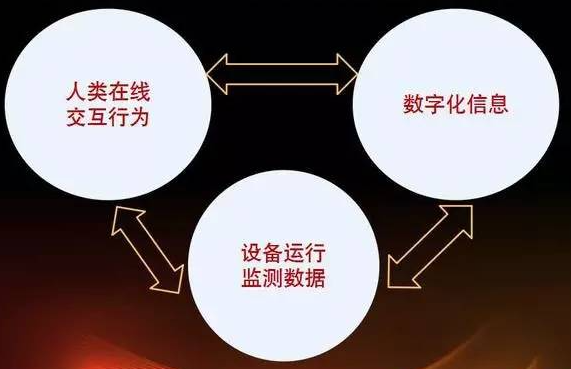 人类在线
交互行为
数字化信息
设备运行
监测数据